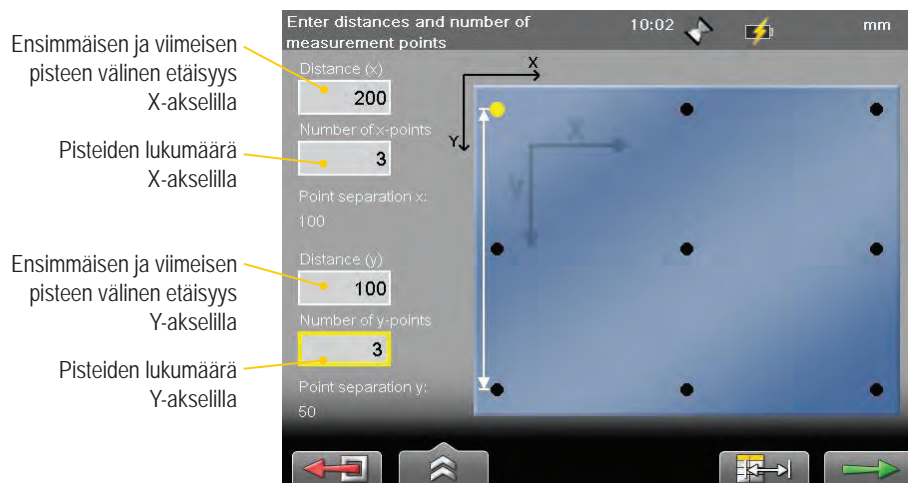 Enter distances and number of
measurement points
10:02
mm
Ensimmäisen ja viimeisen
pisteen välinen etäisyys
X-akselilla
Pisteiden lukumäärä
X-akselilla
Ensimmäisen ja viimeisen
pisteen välinen etäisyys
Y-akselilla
Pisteiden lukumäärä
Y-akselilla
Distance (x)
200
Number of x-points
3
Point separation x:
100
Distance (y)
100
Number of y-points
3
Point separation y:
50
X
Y
X
Y